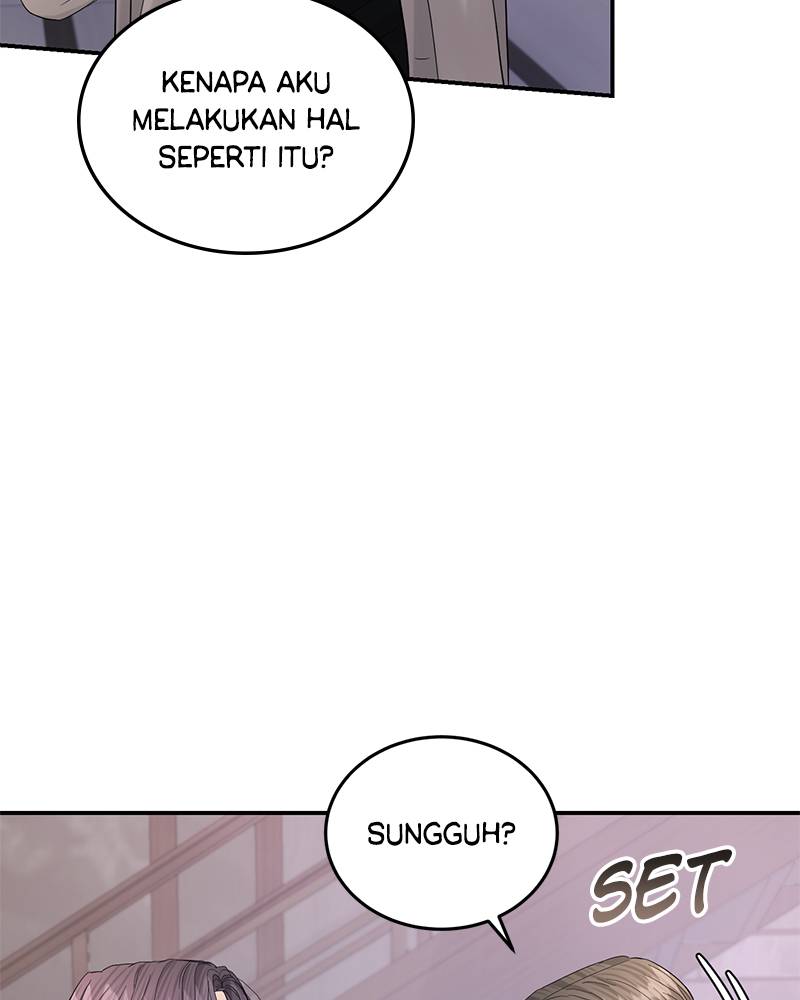 KENAPA AKU
MELAKUKAN HAL
SEPERTI ITU?
SUNGGUH?
SET